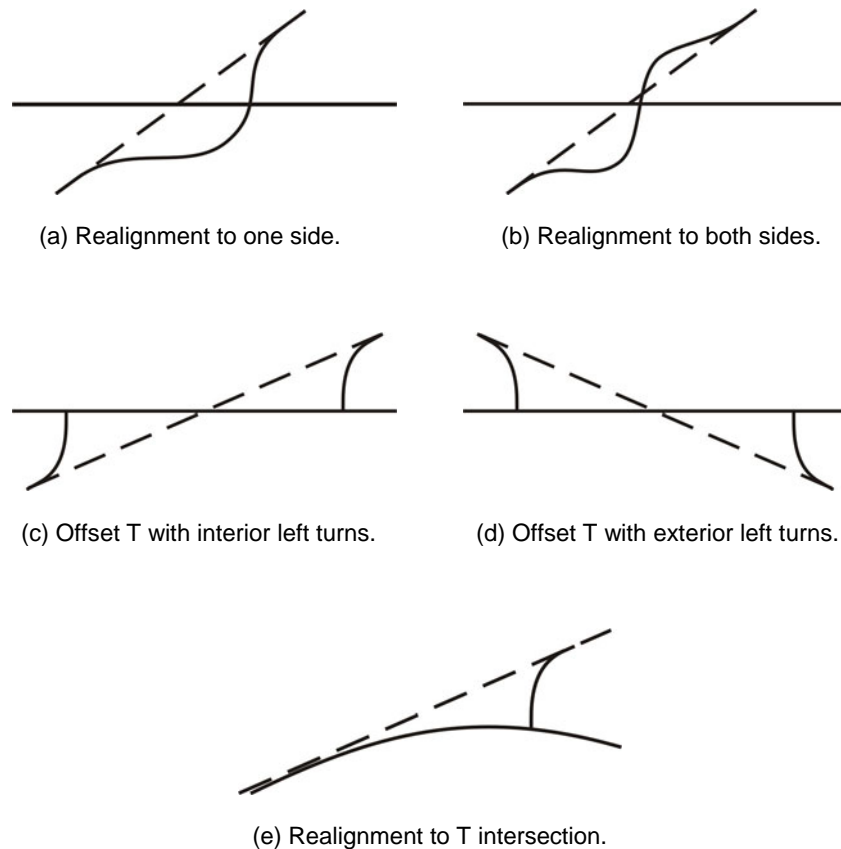 (a) Realignment to one side.
(b) Realignment to both sides.
(c) Offset T with interior left turns.
(d) Offset T with exterior left turns.
(e) Realignment to T intersection.